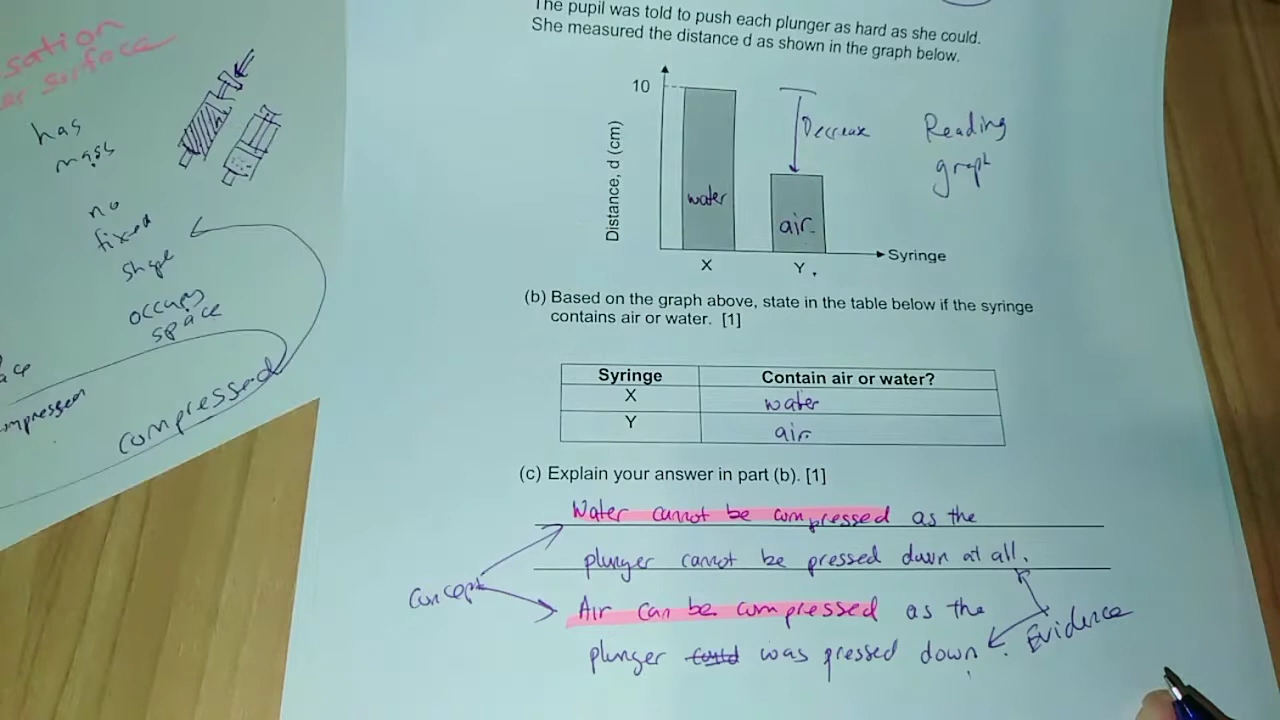 sation
er surface
has
mass
no
fixed
shape
occupy
space
compressed
The pupil was told to push each plunger as hard as she could.
She measured the distance d as shown in the graph below.
10
Distance, d (cm)
water
air
Decrease
Reading
graph
X
Y
Syringe
(b) Based on the graph above, state in the table below if the syringe
contains air or water. [1]
Syringe Contain air or water?
X water
Y air
(c) Explain your answer in part (b). [1]
Water cannot be compressed as the
plunger cannot be pressed down at all.
concept
Air can be compressed as the
plunger could was pressed down.
Evidence